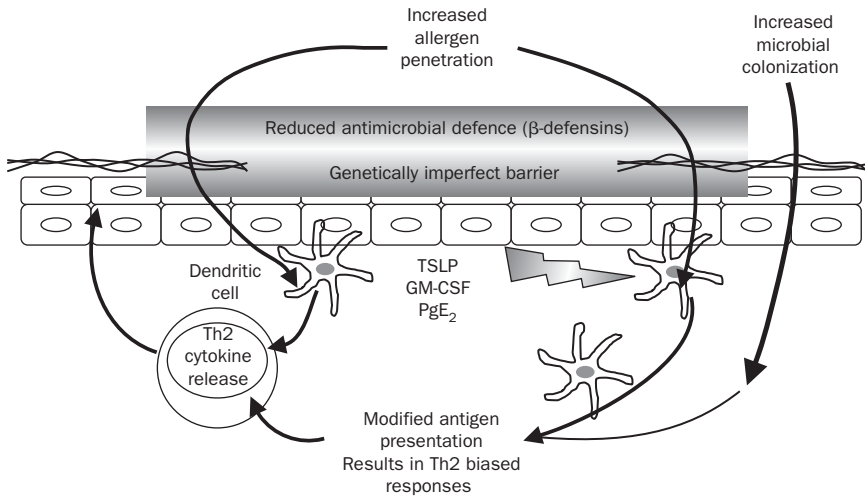 Increased
allergen
penetration
Increased
microbial
colonization
Reduced antimicrobial defence (β-defensins)
Genetically imperfect barrier
Dendritic
cell
TSLP
GM-CSF
PgE₂
Th2
cytokine
release
Modified antigen
presentation
Results in Th2 biased
responses